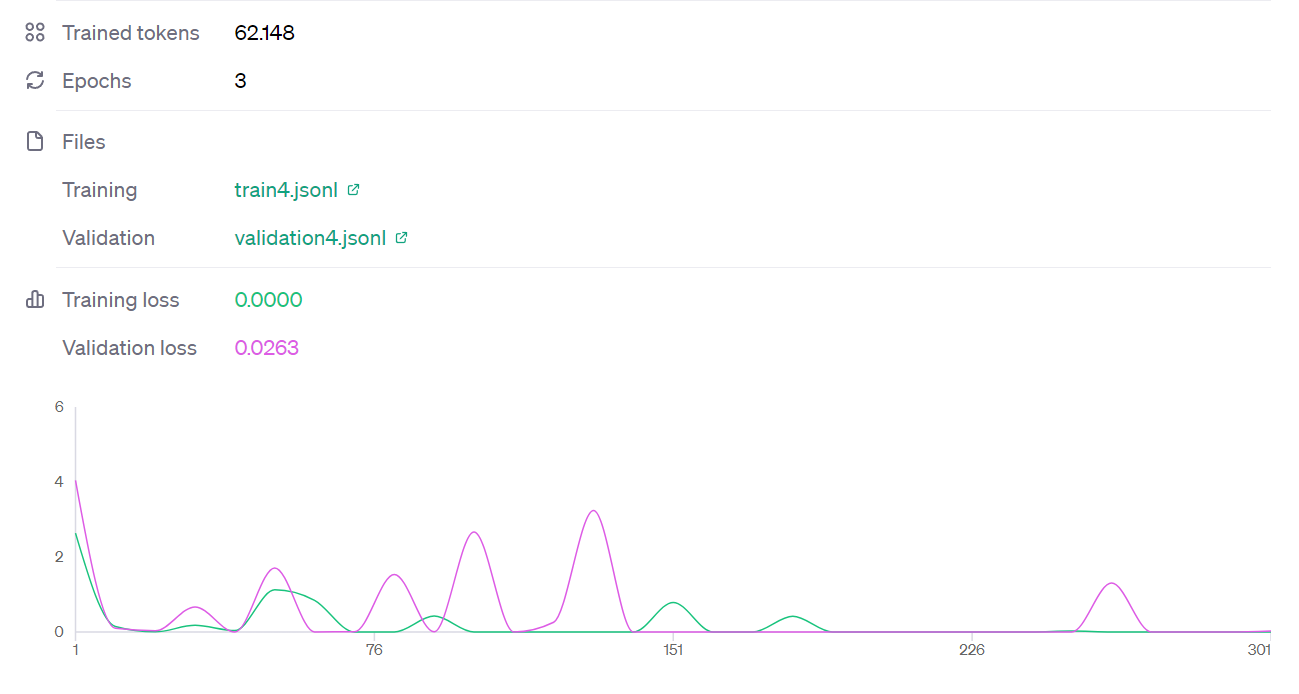 Trained tokens 62.148
Epochs 3
Files
Training train4.jsonl
Validation validation4.jsonl
Training loss 0.0000
Validation loss 0.0263
6
4
2
0
1 76 151 226 301